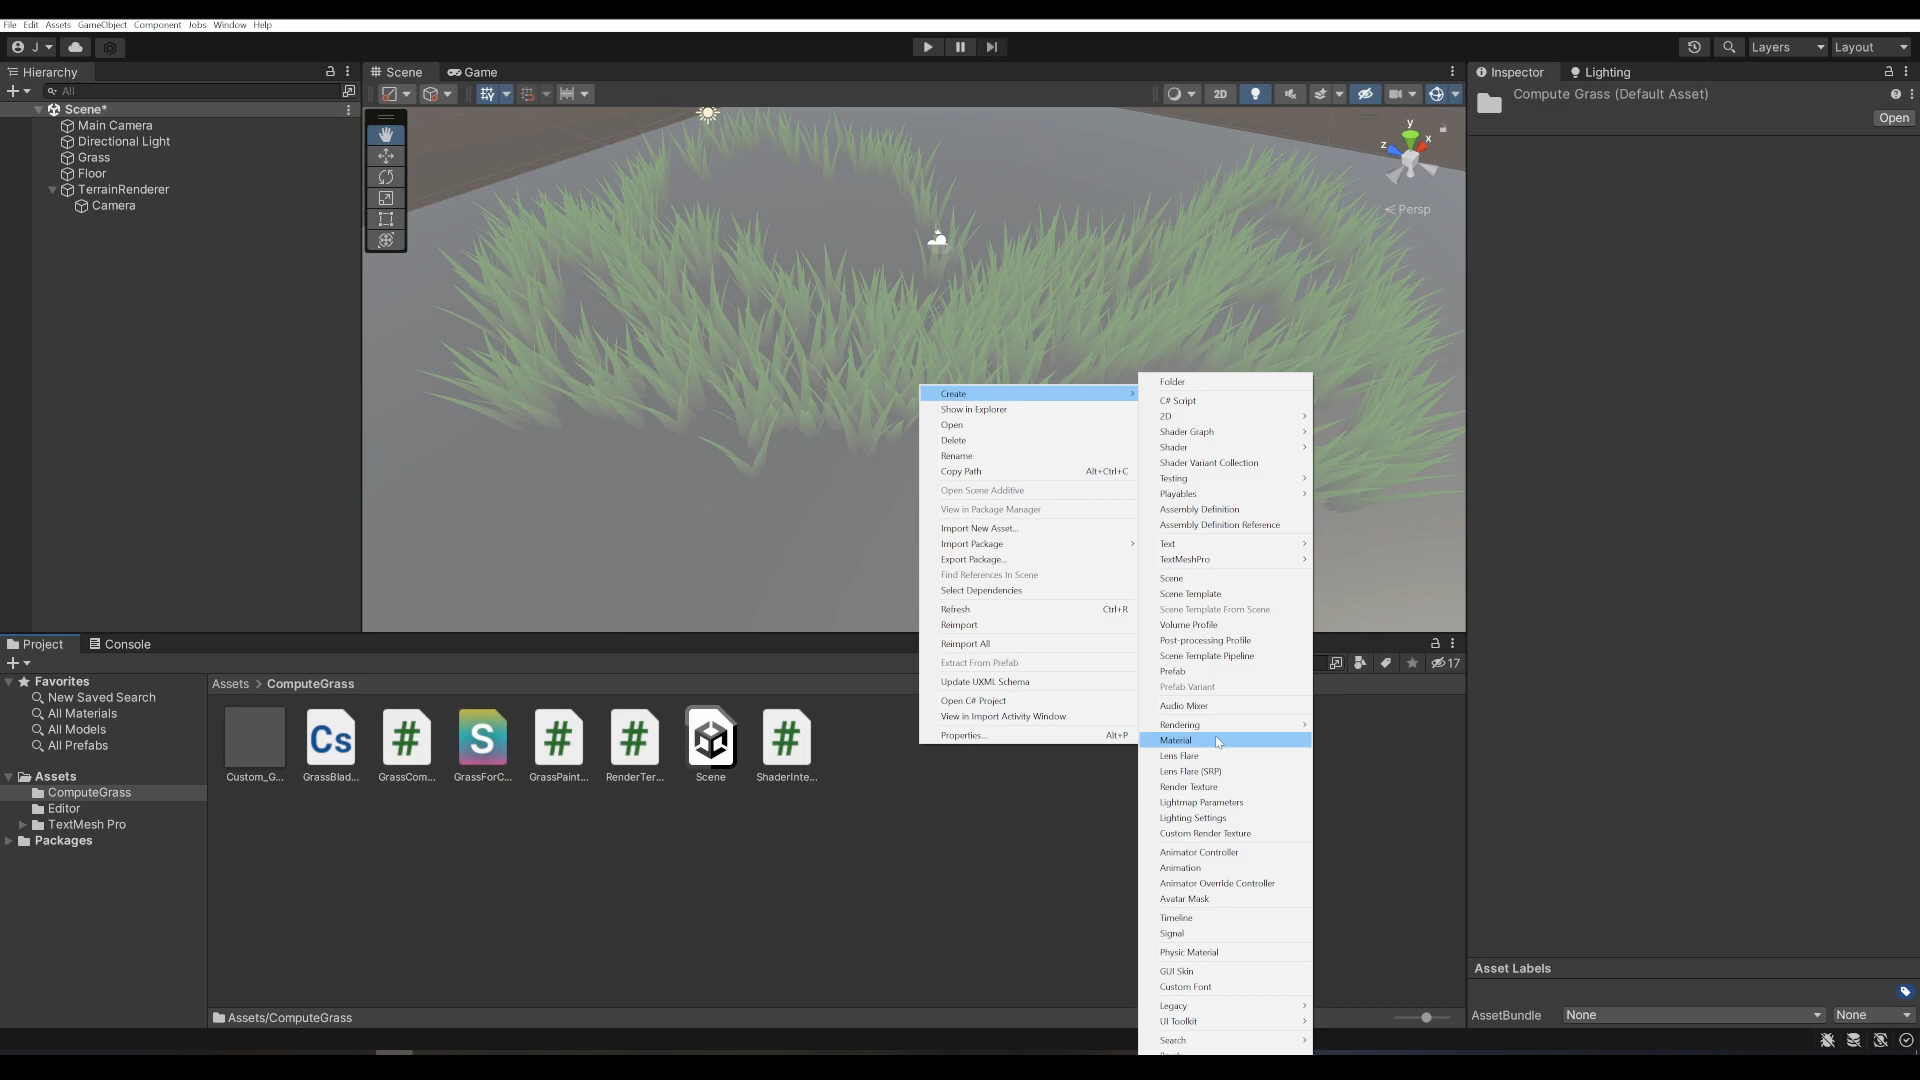 File Edit Assets GameObject Component Jobs Window Help
J
Layers
Layout
Hierarchy
Scene
Game
Inspector
Lighting
All
2D
Compute Grass (Default Asset)
Open
Scene*
Main Camera
Directional Light
Grass
Floor
TerrainRenderer
Camera
y
x
z
Persp
Create
Show in Explorer
Open
Delete
Rename
Copy Path Alt+Ctrl+C
Open Scene Additive
View in Package Manager
Import New Asset...
Import Package
Export Package...
Find References In Scene
Select Dependencies
Refresh Ctrl+R
Reimport
Reimport All
Extract From Prefab
Update UXML Schema
Open C# Project
View in Import Activity Window
Properties... Alt+P
Folder
C# Script
2D
Shader Graph
Shader
Shader Variant Collection
Testing
Playables
Assembly Definition
Assembly Definition Reference
Text
TextMeshPro
Scene
Scene Template
Scene Template From Scene
Volume Profile
Post-processing Profile
Scene Template Pipeline
Prefab
Prefab Variant
Audio Mixer
Rendering
Material
Lens Flare
Lens Flare (SRP)
Render Texture
Lightmap Parameters
Lighting Settings
Custom Render Texture
Animator Controller
Animation
Animator Override Controller
Avatar Mask
Timeline
Signal
Physic Material
GUI Skin
Custom Font
Legacy
UI Toolkit
Search
Project
Console
17
Favorites
New Saved Search
All Materials
All Models
All Prefabs
Assets
ComputeGrass
Editor
TextMesh Pro
Packages
Assets > ComputeGrass
Cs
#
S
#
#
#
Custom_G...
GrassBlad...
GrassCom...
GrassForC...
GrassPaint...
RenderTer...
Scene
ShaderInte...
Assets/ComputeGrass
Asset Labels
AssetBundle None None